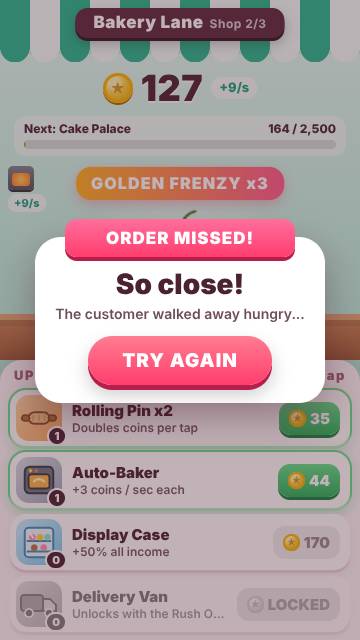 Bakery Lane Shop 2/3
127 +9/s
Next: Cake Palace 164 / 2,500
GOLDEN FRENZY x3
+9/s
ORDER MISSED!
So close!
The customer walked away hungry...
TRY AGAIN
UP ap
Rolling Pin x2
Doubles coins per tap
1
35
Auto-Baker
+3 coins / sec each
1
44
Display Case
+50% all income
0
170
Delivery Van
Unlocks with the Rush O...
0
LOCKED